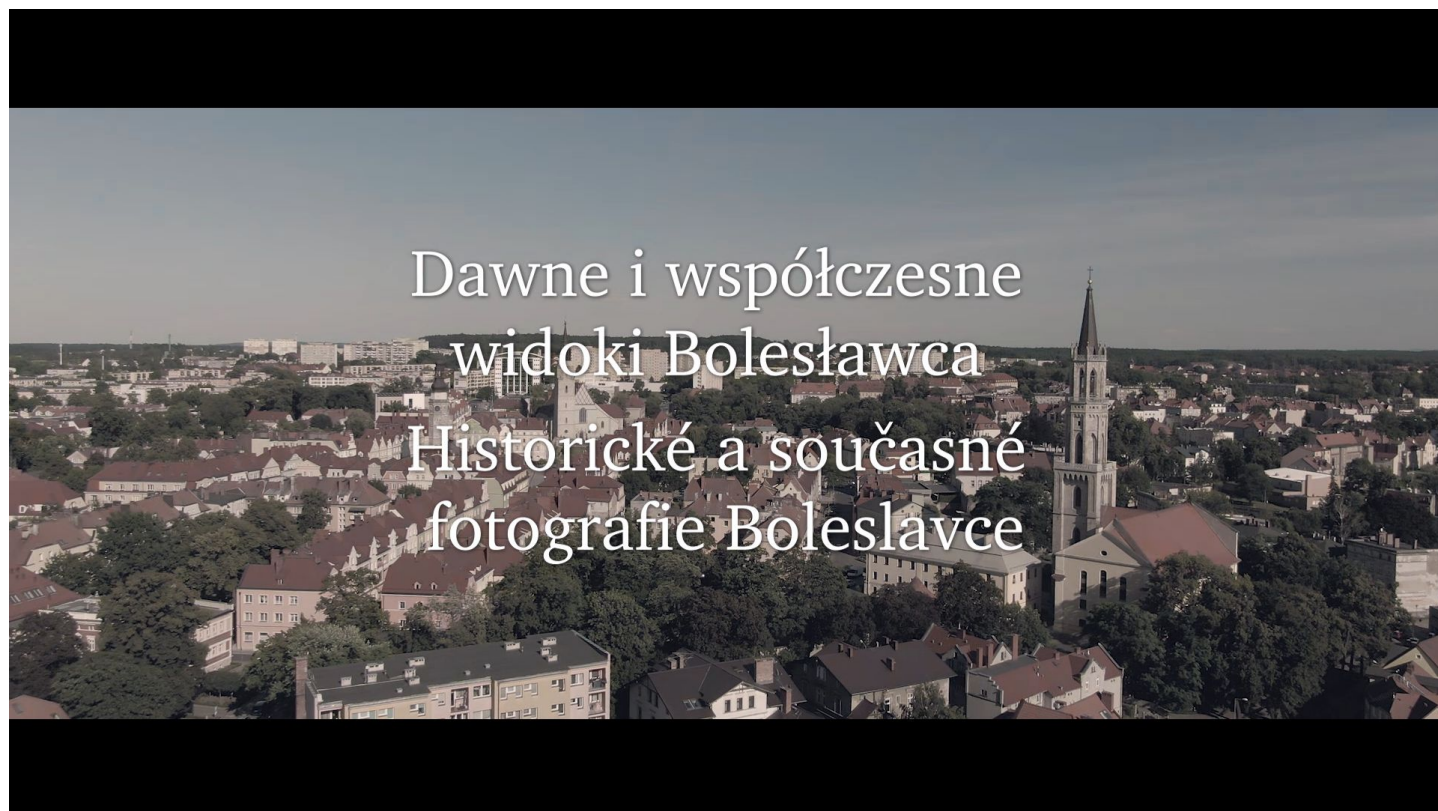 Dawne i współczesne
widoki Bolesławca
Historické a současné
fotografie Boleslavce